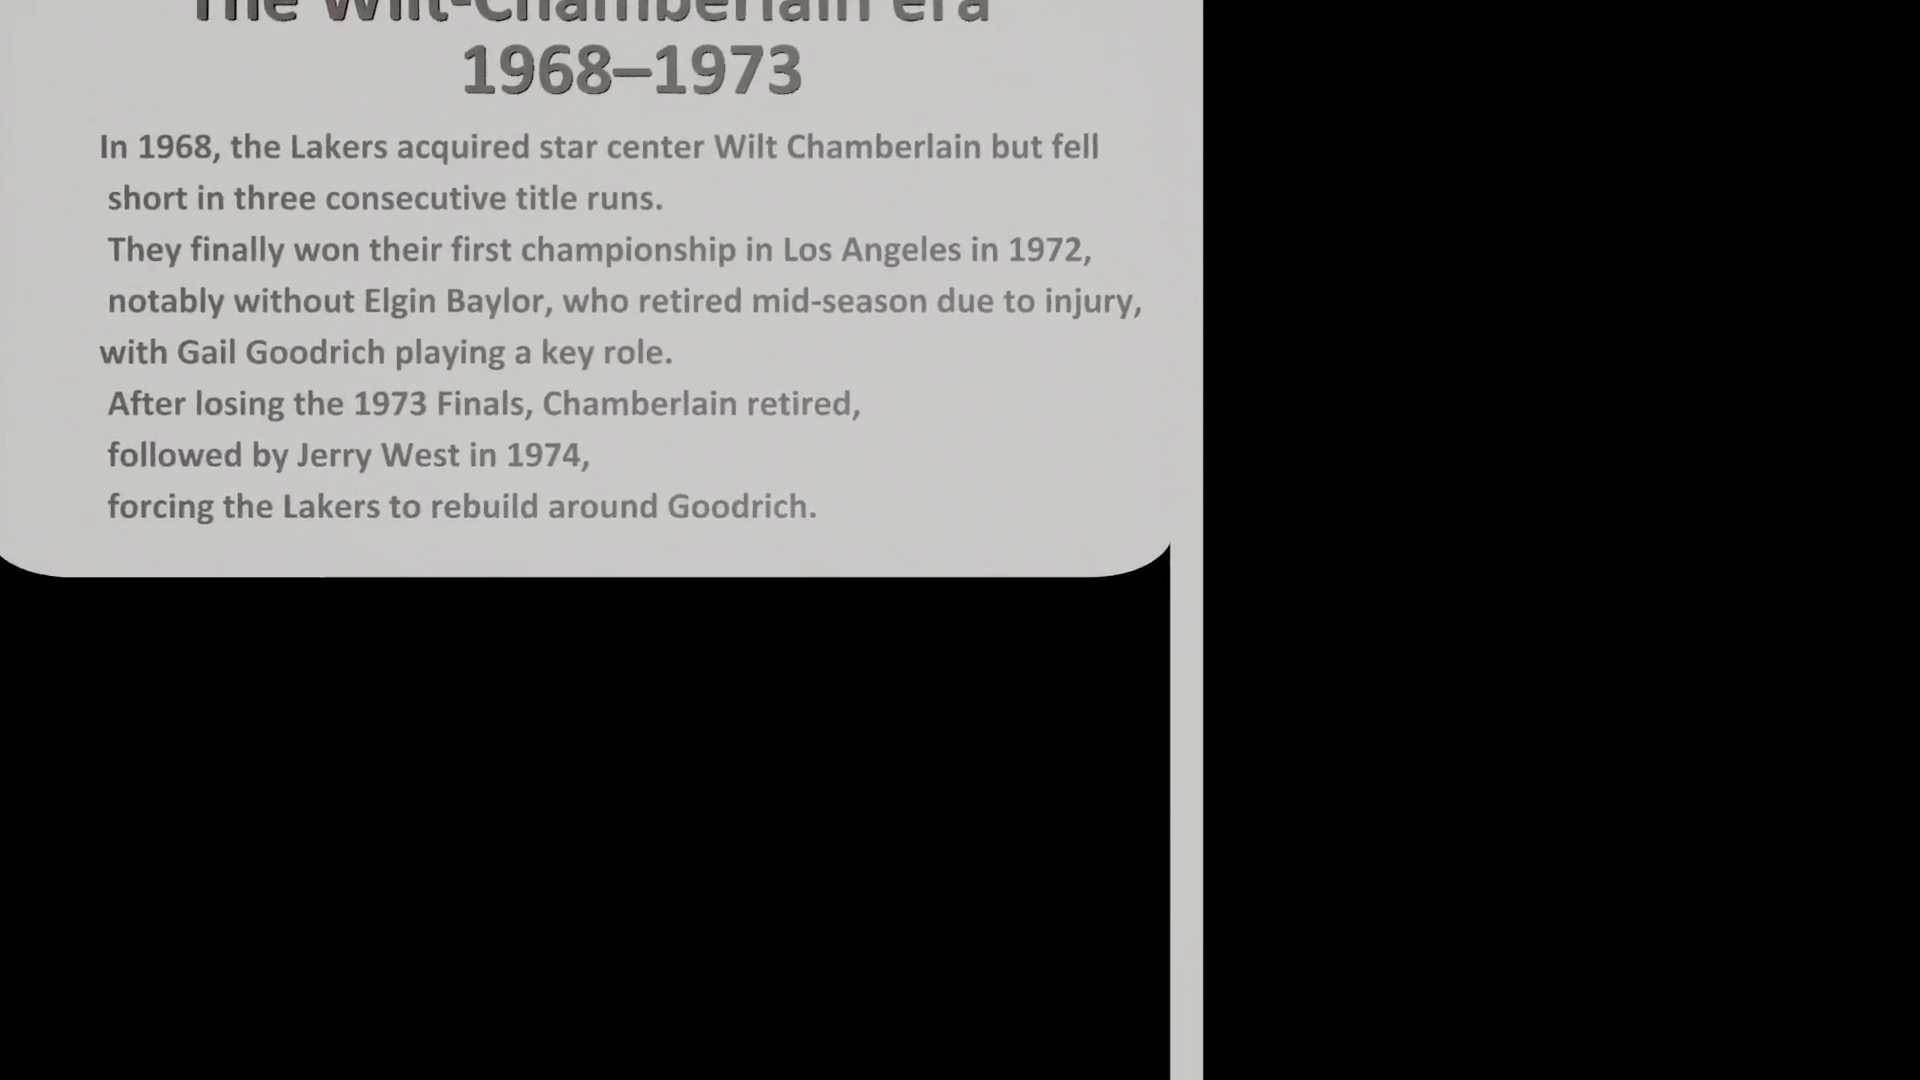 The Wilt-Chamberlain era
1968–1973
In 1968, the Lakers acquired star center Wilt Chamberlain but fell
short in three consecutive title runs.
They finally won their first championship in Los Angeles in 1972,
notably without Elgin Baylor, who retired mid-season due to injury,
with Gail Goodrich playing a key role.
After losing the 1973 Finals, Chamberlain retired,
followed by Jerry West in 1974,
forcing the Lakers to rebuild around Goodrich.